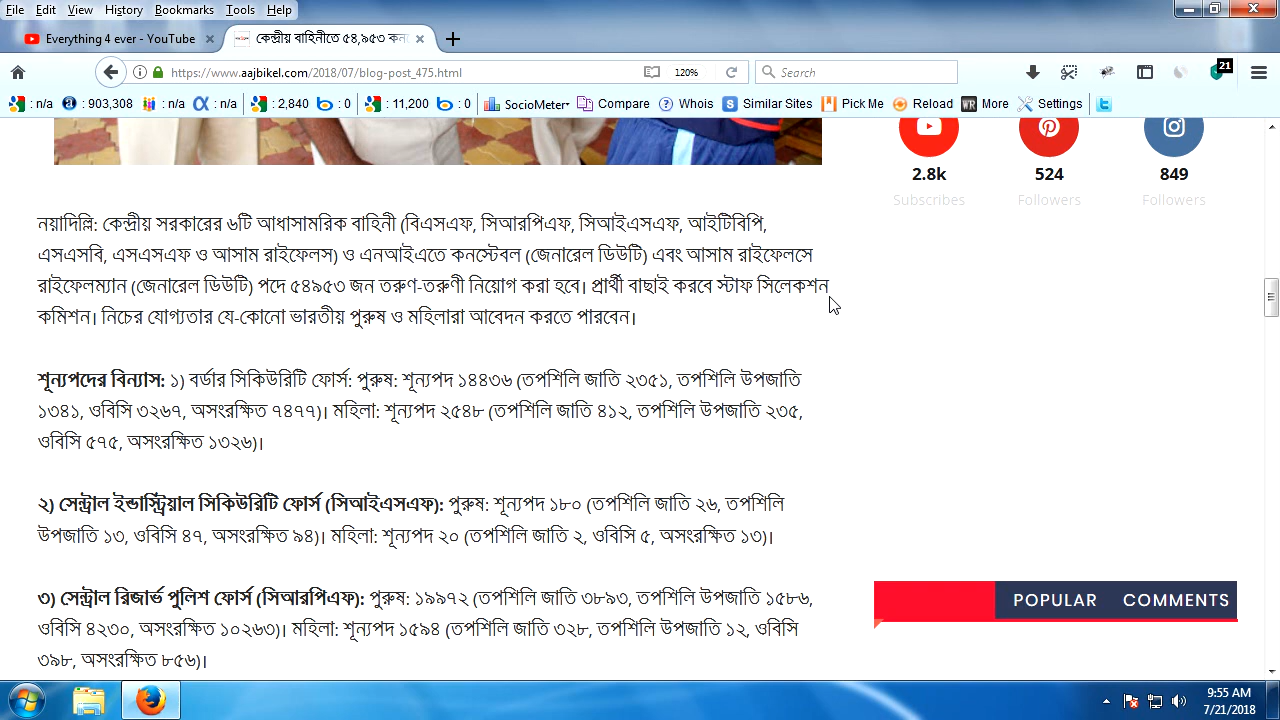 File Edit View History Bookmarks Tools Help
Everything 4 ever - YouTube
কেন্দ্রীয় বাহিনীতে ৫৪,৯৫৩ কন
https://www.aajbikel.com/2018/07/blog-post_475.html 120% Search 21
: n/a : 903,308 : n/a : n/a : 2,840 : 0 : 11,200 : 0 SocioMeter Compare Whois Similar Sites Pick Me Reload WR More Settings
2.8k 524 849
Subscribes Followers Followers
নয়াদিল্লি: কেন্দ্রীয় সরকারের ৬টি আধাসামরিক বাহিনী (বিএসএফ, সিআরপিএফ, সিআইএসএফ, আইটিবিপি,
এসএসবি, এসএসএফ ও আসাম রাইফেলস) ও এনআইএতে কনস্টেবল (জেনারেল ডিউটি) এবং আসাম রাইফেলসে
রাইফেলম্যান (জেনারেল ডিউটি) পদে ৫৪৯৫৩ জন তরুণ-তরুণী নিয়োগ করা হবে। প্রার্থী বাছাই করবে স্টাফ সিলেকশন
কমিশন। নিচের যোগ্যতার যে-কোনো ভারতীয় পুরুষ ও মহিলারা আবেদন করতে পারবেন।
শূন্যপদের বিন্যাস: ১) বর্ডার সিকিউরিটি ফোর্স: পুরুষ: শূন্যপদ ১৪৪৩৬ (তপশিলি জাতি ২৩৫১, তপশিলি উপজাতি
১৩৪১, ওবিসি ৩২৬৭, অসংরক্ষিত ৭৪৭৭)। মহিলা: শূন্যপদ ২৫৪৮ (তপশিলি জাতি ৪১২, তপশিলি উপজাতি ২৩৫,
ওবিসি ৫৭৫, অসংরক্ষিত ১৩২৬)।
২) সেন্ট্রাল ইন্ডাস্ট্রিয়াল সিকিউরিটি ফোর্স (সিআইএসএফ): পুরুষ: শূন্যপদ ১৮০ (তপশিলি জাতি ২৬, তপশিলি
উপজাতি ১৩, ওবিসি ৪৭, অসংরক্ষিত ৯৪)। মহিলা: শূন্যপদ ২০ (তপশিলি জাতি ২, ওবিসি ৫, অসংরক্ষিত ১৩)।
৩) সেন্ট্রাল রিজার্ভ পুলিশ ফোর্স (সিআরপিএফ): পুরুষ: ১৯৯৭২ (তপশিলি জাতি ৩৮৯৩, তপশিলি উপজাতি ১৫৮৬,
ওবিসি ৪২৩০, অসংরক্ষিত ১০২৬৩)। মহিলা: শূন্যপদ ১৫৯৪ (তপশিলি জাতি ৩২৮, তপশিলি উপজাতি ১২, ওবিসি
৩৯৮, অসংরক্ষিত ৮৫৬)।
POPULAR COMMENTS
9:55 AM
7/21/2018